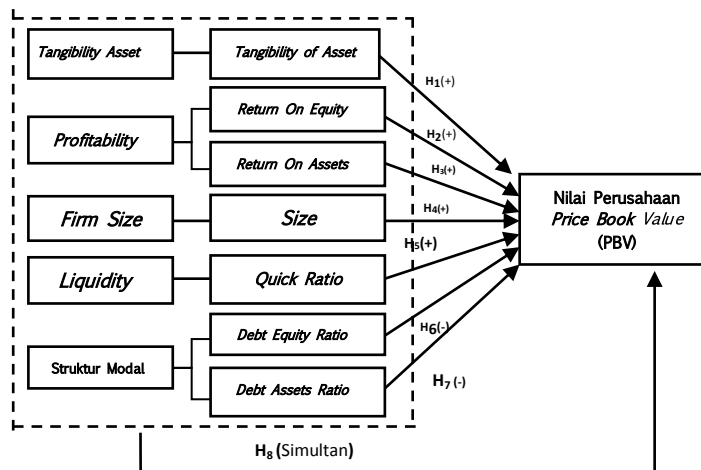 Tangibility Asset
Tangibility of Asset
H1(+)
Return On Equity
Profitability
H2(+)
Return On Assets
H3(+)
Nilai Perusahaan
Price Book Value
(PBV)
Firm Size
Size
H4(+)
H5(+)
Liquidity
Quick Ratio
Debt Equity Ratio
H6(-)
Struktur Modal
Debt Assets Ratio
H7 (-)
H8 (Simultan)